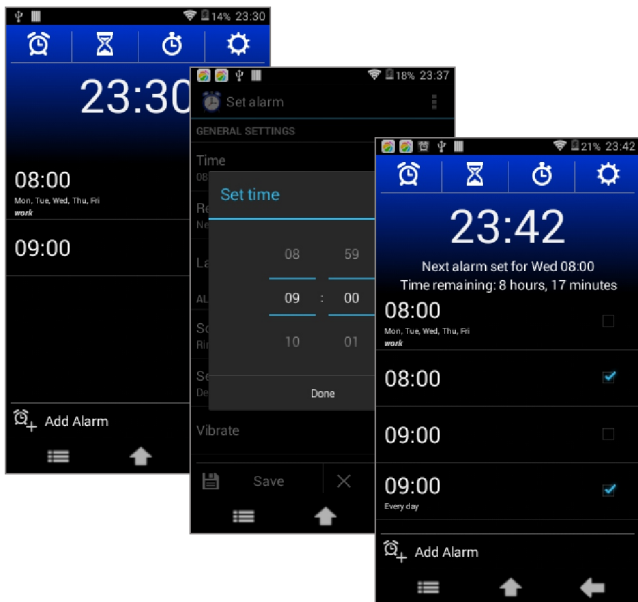 14% 23:30
23:30
08:00
Mon, Tue, Wed, Thu, Fri
work
09:00
Add Alarm
18% 23:37
Set alarm
GENERAL SETTINGS
Time
Set time
08 59
09 : 00
10 01
Done
Vibrate
Save
21% 23:42
23:42
Next alarm set for Wed 08:00
Time remaining: 8 hours, 17 minutes
08:00
Mon, Tue, Wed, Thu, Fri
work
08:00
09:00
09:00
Every day
Add Alarm